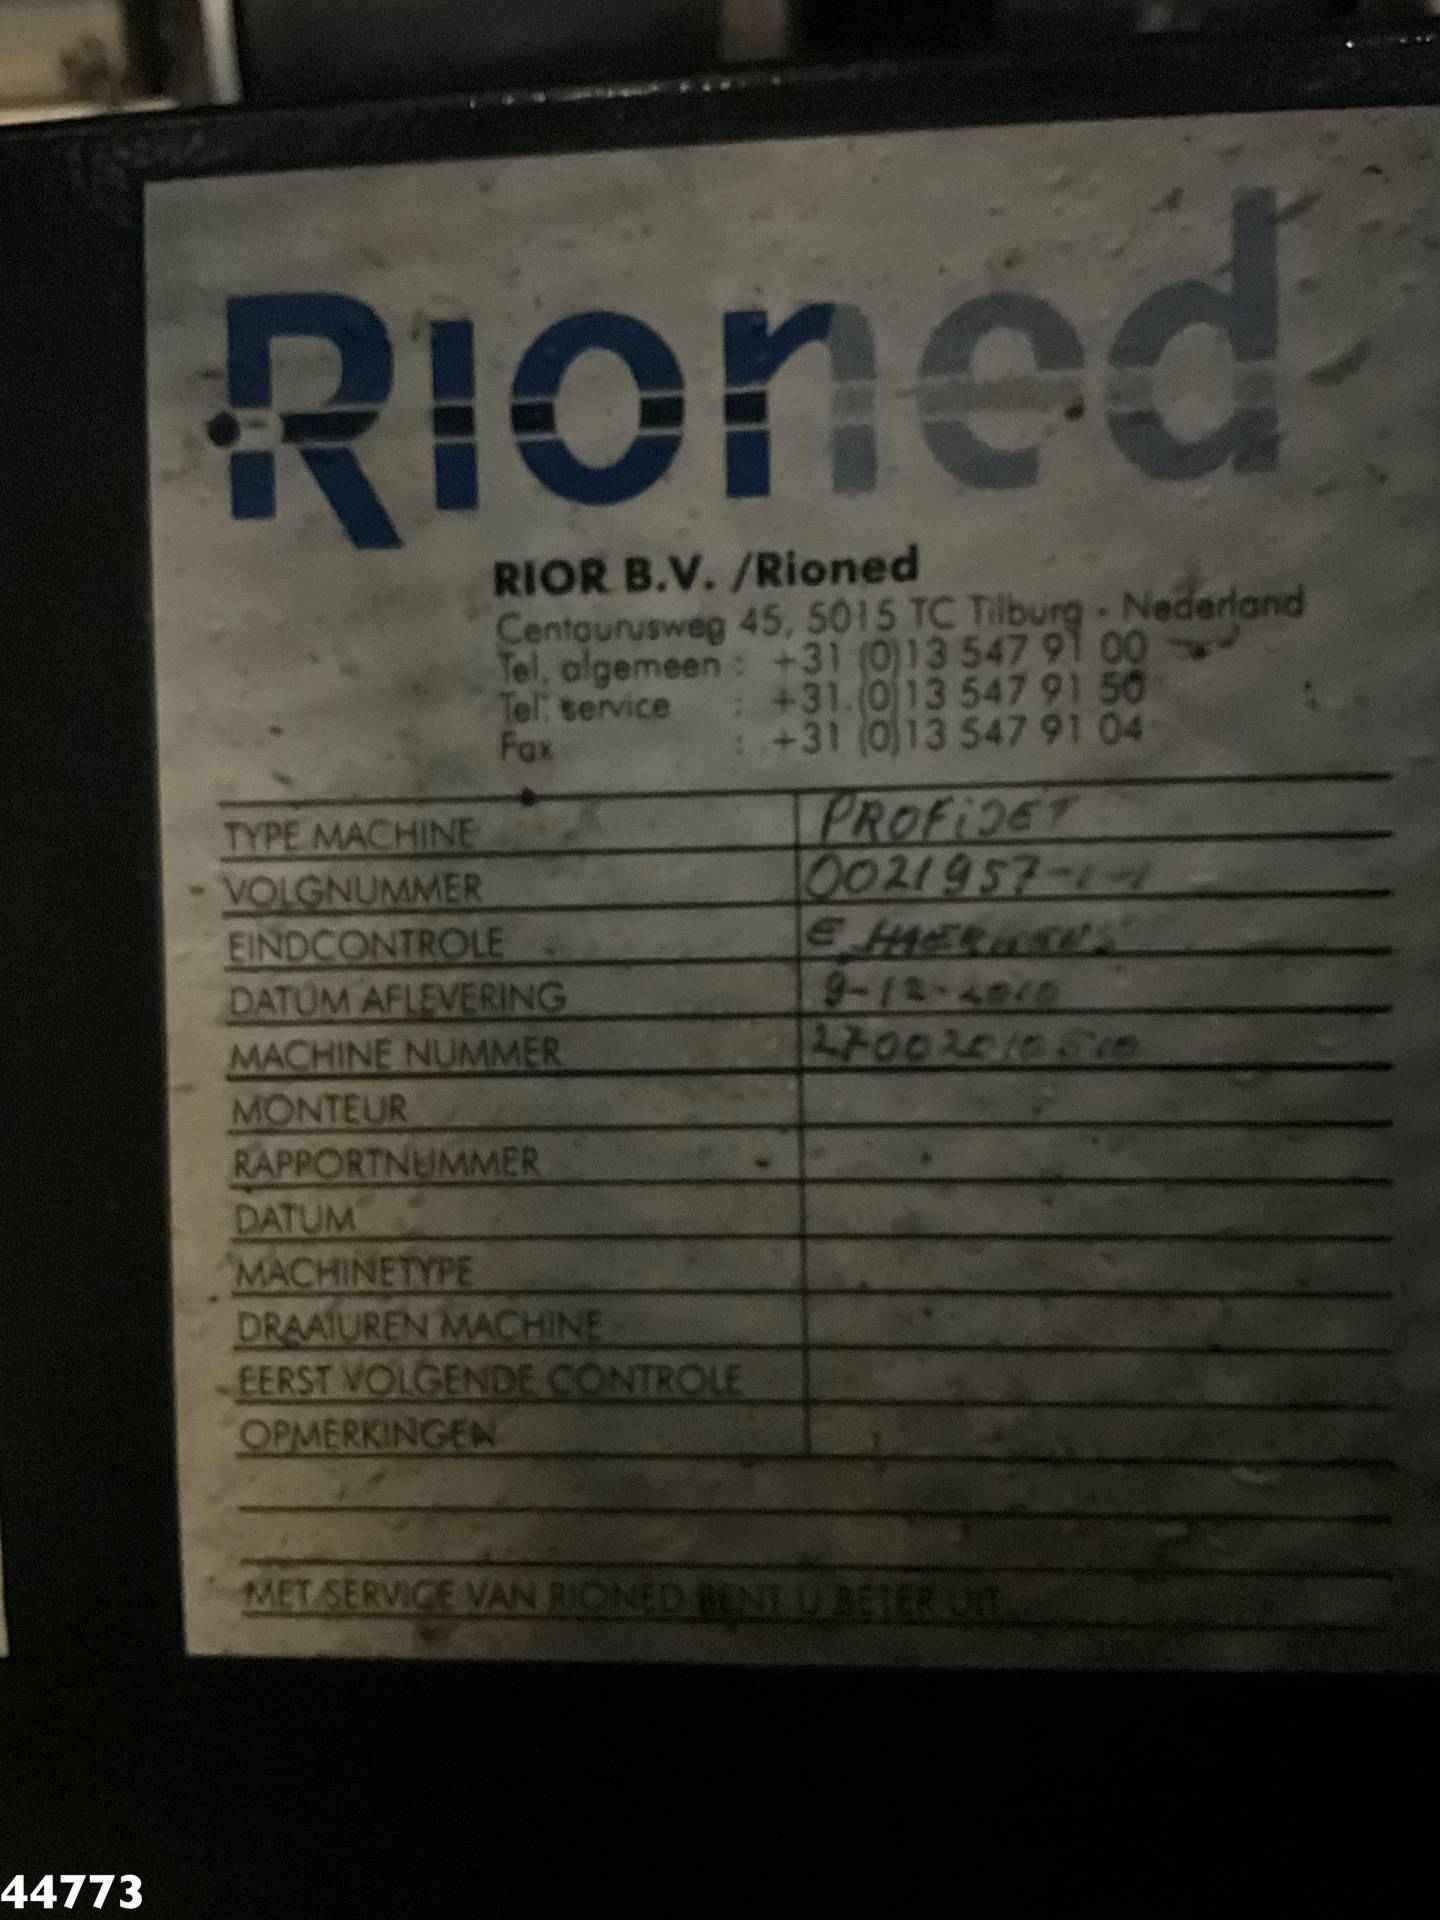 Rioned
RIOR B.V. /Rioned
Centaurusweg 45, 5015 TC Tilburg - Nederland
Tel. algemeen : +31 (0)13 547 91 00
Tel. service : +31 (0)13 547 91 50
Fax : +31 (0)13 547 91 04
TYPE MACHINE PROFiJET
VOLGNUMMER 0021957-1-1
EINDCONTROLE E
DATUM AFLEVERING 9-12-2010
MACHINE NUMMER
MONTEUR
RAPPORTNUMMER
DATUM
MACHINETYPE
DRAAIUREN MACHINE
EERST VOLGENDE CONTROLE
OPMERKINGEN
MET SERVICE VAN RIONED BENT U BETER UIT
44773